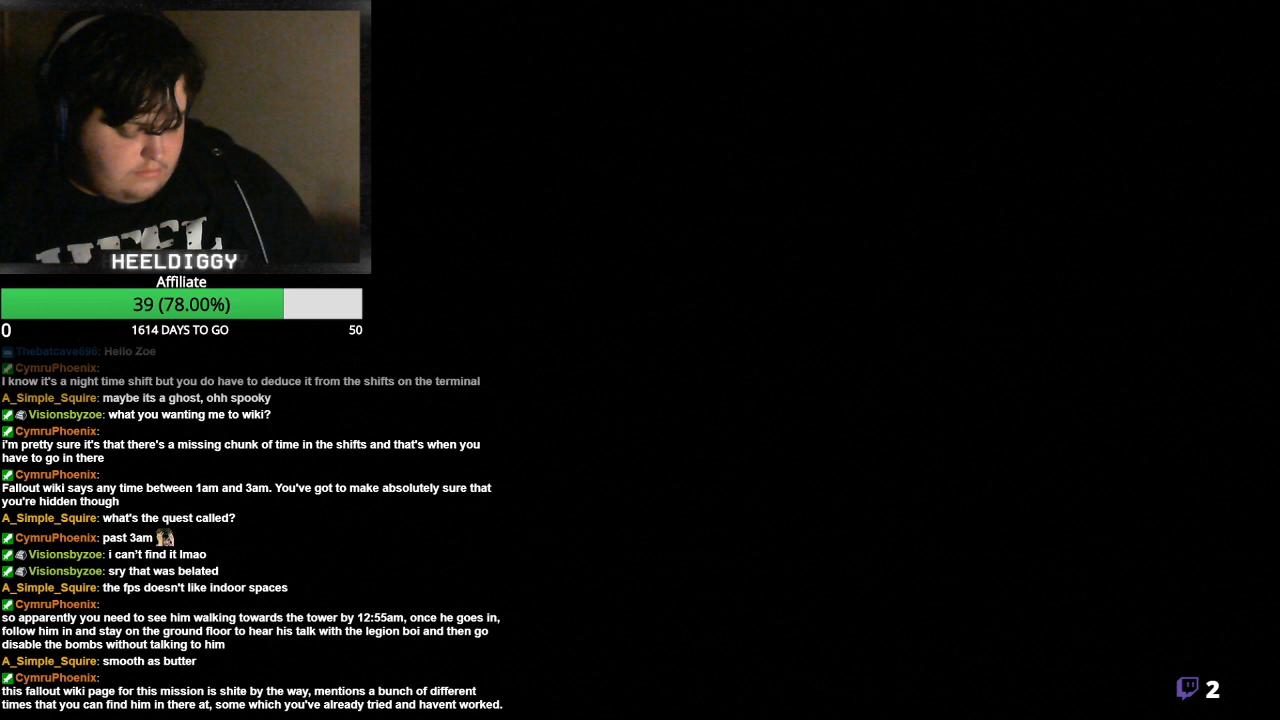 HEELDIGGY
Affiliate
39 (78.00%)
0 1614 DAYS TO GO 50
Thebatcave696: Hello Zoe
CymruPhoenix:
I know it's a night time shift but you do have to deduce it from the shifts on the terminal
A_Simple_Squire: maybe its a ghost, ohh spooky
Visionsbyzoe: what you wanting me to wiki?
CymruPhoenix:
i'm pretty sure it's that there's a missing chunk of time in the shifts and that's when you
have to go in there
CymruPhoenix:
Fallout wiki says any time between 1am and 3am. You've got to make absolutely sure that
you're hidden though
A_Simple_Squire: what's the quest called?
CymruPhoenix: past 3am
Visionsbyzoe: i can't find it lmao
Visionsbyzoe: sry that was belated
A_Simple_Squire: the fps doesn't like indoor spaces
CymruPhoenix:
so apparently you need to see him walking towards the tower by 12:55am, once he goes in,
follow him in and stay on the ground floor to hear his talk with the legion boi and then go
disable the bombs without talking to him
A_Simple_Squire: smooth as butter
CymruPhoenix:
this fallout wiki page for this mission is shite by the way, mentions a bunch of different
times that you can find him in there at, some which you've already tried and havent worked.
2